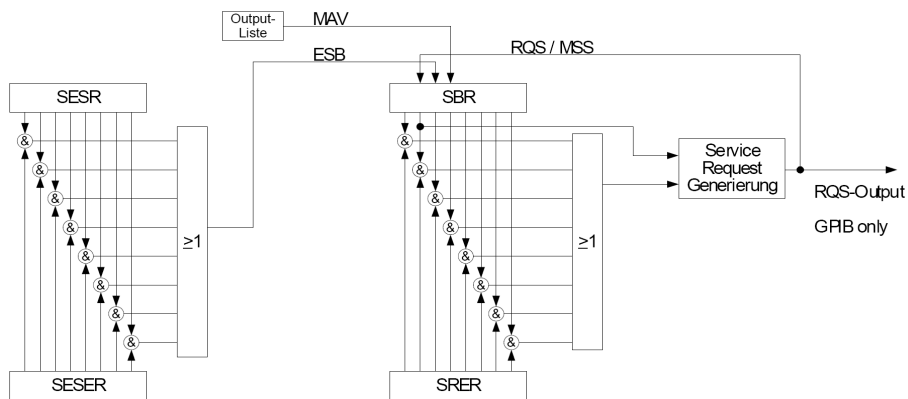 Output-
Liste
MAV
ESB
RQS / MSS
SESR
SBR
&
&
&
&
&
&
&
&
≥1
&
&
&
&
&
&
&
&
≥1
Service
Request
Generierung
RQS-Output
GPIB only
SESER
SRER